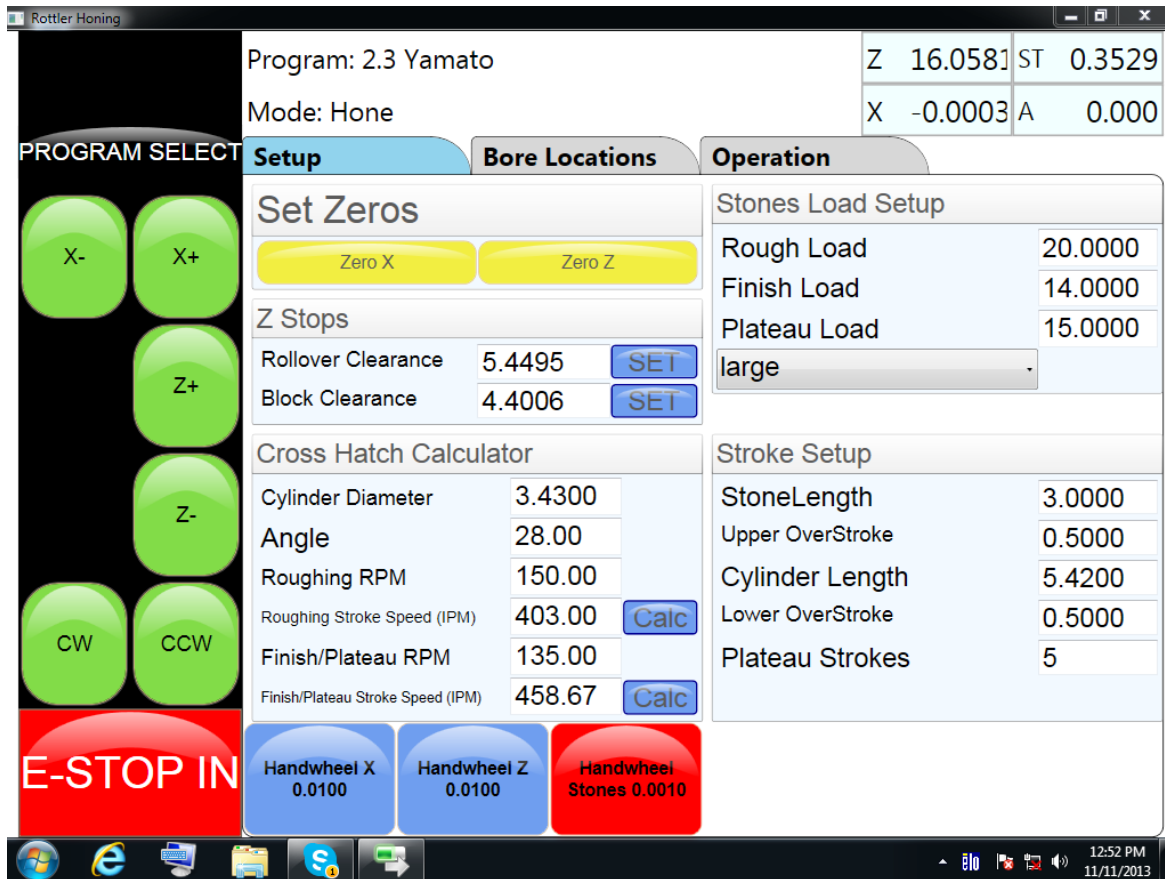 Rottler Honing
Program: 2.3 Yamato
Z 16.0581 ST 0.3529
Mode: Hone
X -0.0003 A 0.000
PROGRAM SELECT
Setup
Bore Locations
Operation
X-
X+
Z+
Z-
CW
CCW
E-STOP IN
Set Zeros
Zero X
Zero Z
Z Stops
Rollover Clearance 5.4495 SET
Block Clearance 4.4006 SET
Cross Hatch Calculator
Cylinder Diameter 3.4300
Angle 28.00
Roughing RPM 150.00
Roughing Stroke Speed (IPM) 403.00 Calc
Finish/Plateau RPM 135.00
Finish/Plateau Stroke Speed (IPM) 458.67 Calc
Stones Load Setup
Rough Load 20.0000
Finish Load 14.0000
Plateau Load 15.0000
large
Stroke Setup
StoneLength 3.0000
Upper OverStroke 0.5000
Cylinder Length 5.4200
Lower OverStroke 0.5000
Plateau Strokes 5
Handwheel X
0.0100
Handwheel Z
0.0100
Handwheel
Stones 0.0010
12:52 PM
11/11/2013